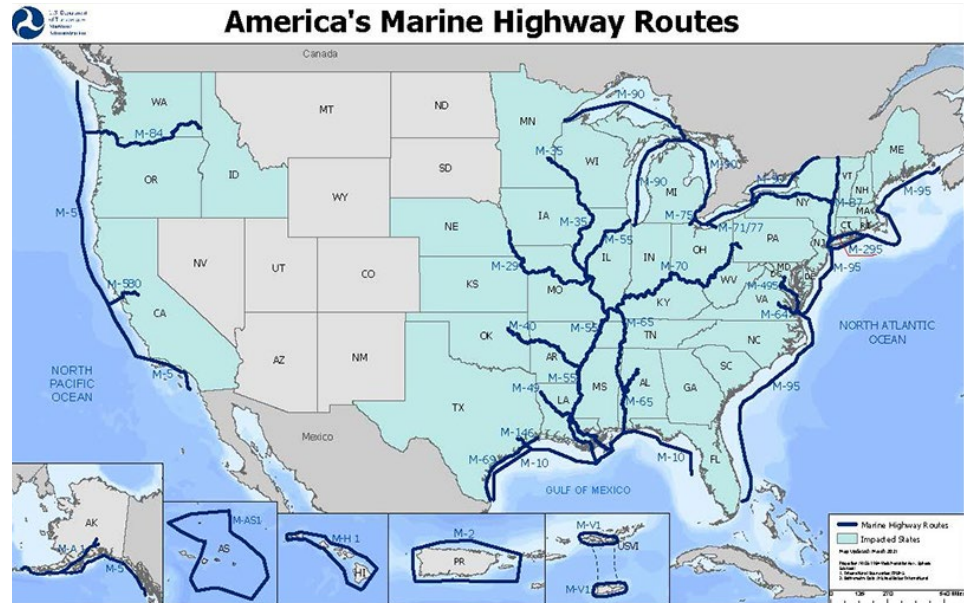 America's Marine Highway Routes
Canada
WA
M-84
OR
ID
MT
ND
SD
WY
NE
NV
UT
CO
KS
CA
AZ
NM
OK
TX
MN
WI
IA
IL
IN
MI
OH
MO
KY
TN
AR
LA
MS
AL
GA
FL
SC
NC
VA
WV
PA
NY
VT
NH
ME
MA
CT
NJ
MD
M-5
M-580
M-5
M-90
M-35
M-90
M-90
M-35
M-75
M-55
M-71/77
M-87
M-95
M-295
M-95
M-29
M-70
M-495
M-64
M-40
M-55
M-65
M-55
M-49
M-65
M-95
M-146
M-69
M-10
M-10
NORTH
PACIFIC
OCEAN
NORTH ATLANTIC
OCEAN
Mexico
GULF OF MEXICO
AK
M-A 1
M-5
M-AS1
AS
M-H 1
HI
M-2
PR
M-V1
USVI
M-V1
Marine Highway Routes
Impacted States
Map Updated: March 2021